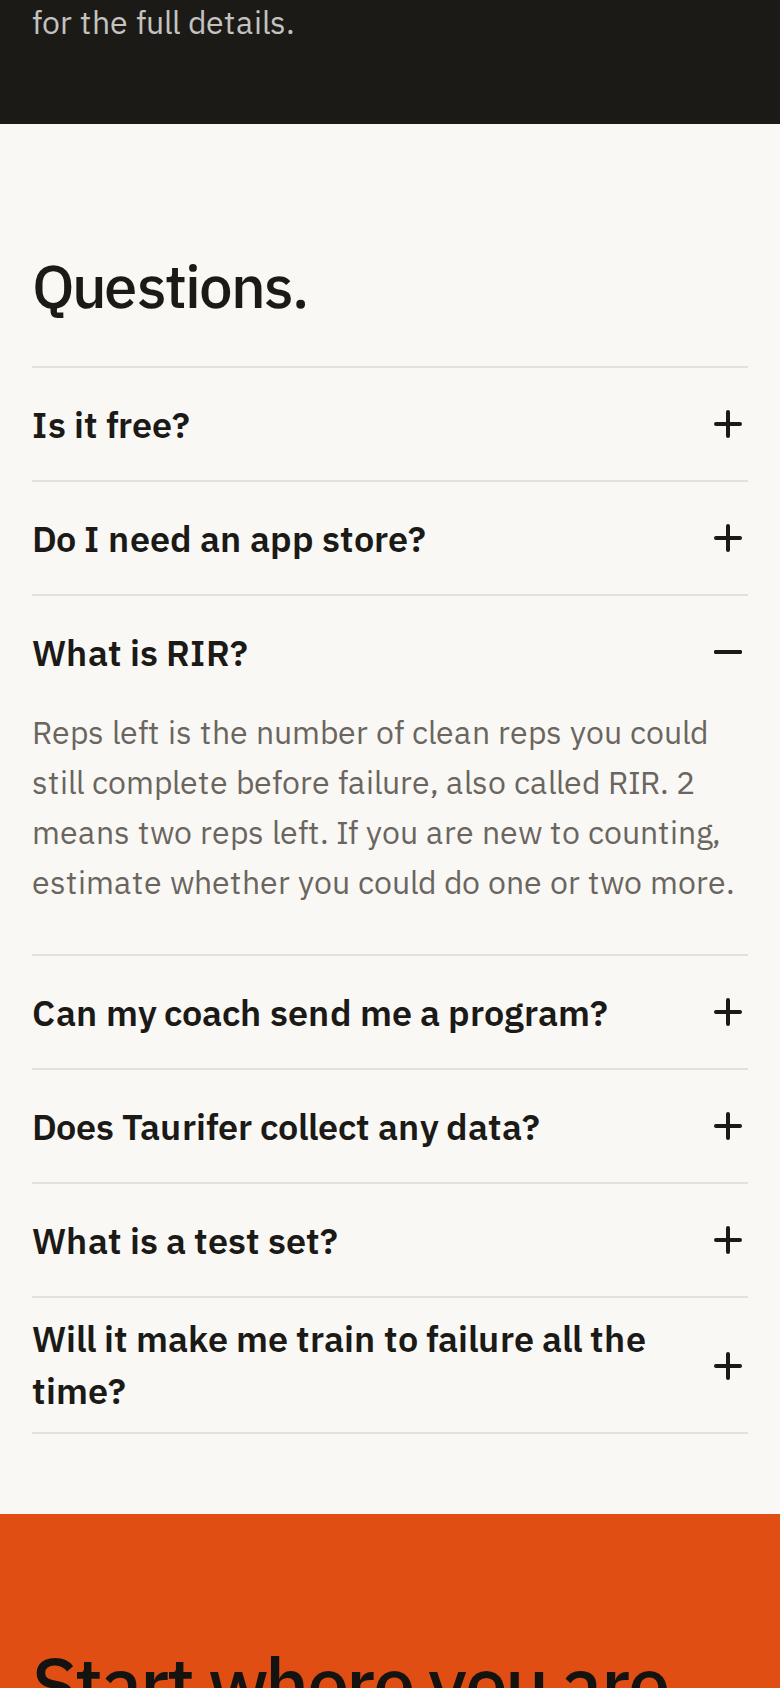 for the full details.
Questions.
Is it free?
Do I need an app store?
What is RIR?
Reps left is the number of clean reps you could
still complete before failure, also called RIR. 2
means two reps left. If you are new to counting,
estimate whether you could do one or two more.
Can my coach send me a program?
Does Taurifer collect any data?
What is a test set?
Will it make me train to failure all the
time?
Start where you are